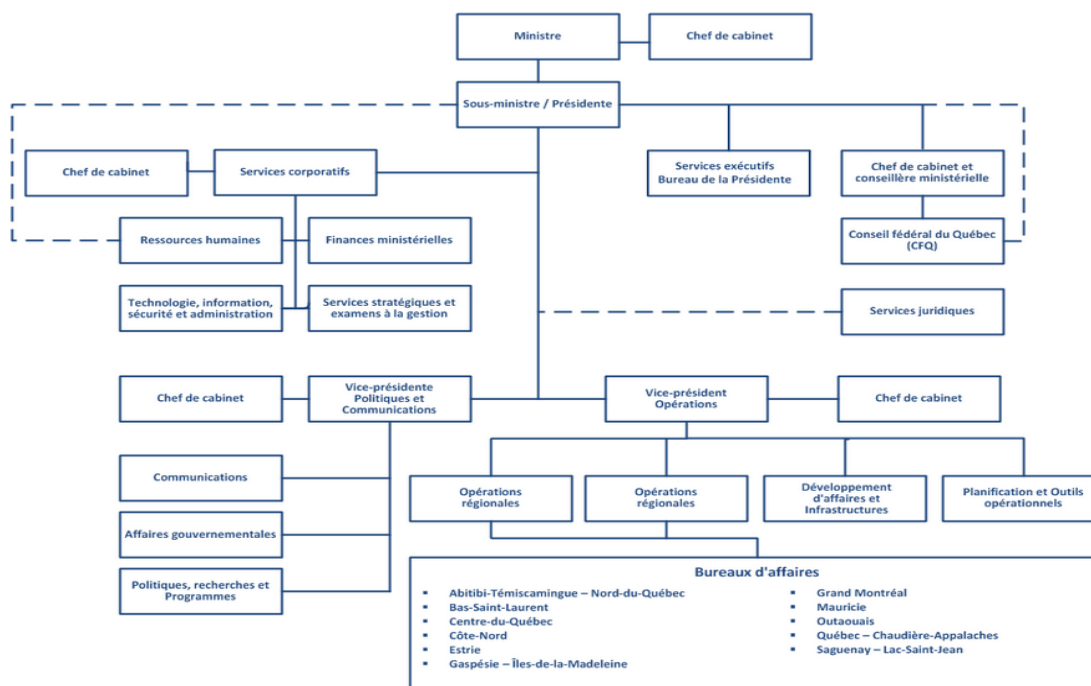 Ministre
Chef de cabinet
Sous-ministre / Présidente
Chef de cabinet
Services corporatifs
Services exécutifs
Bureau de la Présidente
Chef de cabinet et
conseillère ministérielle
Ressources humaines
Finances ministérielles
Conseil fédéral du Québec
(CFQ)
Technologie, information,
sécurité et administration
Services stratégiques et
examens à la gestion
Services juridiques
Chef de cabinet
Vice-présidente
Politiques et
Communications
Vice-président
Opérations
Chef de cabinet
Communications
Opérations
régionales
Opérations
régionales
Développement
d'affaires et
Infrastructures
Planification et Outils
opérationnels
Affaires gouvernementales
Politiques, recherches et
Programmes
Bureaux d'affaires
▪ Abitibi-Témiscamingue – Nord-du-Québec
▪ Bas-Saint-Laurent
▪ Centre-du-Québec
▪ Côte-Nord
▪ Estrie
▪ Gaspésie – Îles-de-la-Madeleine
▪ Grand Montréal
▪ Mauricie
▪ Outaouais
▪ Québec – Chaudière-Appalaches
▪ Saguenay – Lac-Saint-Jean